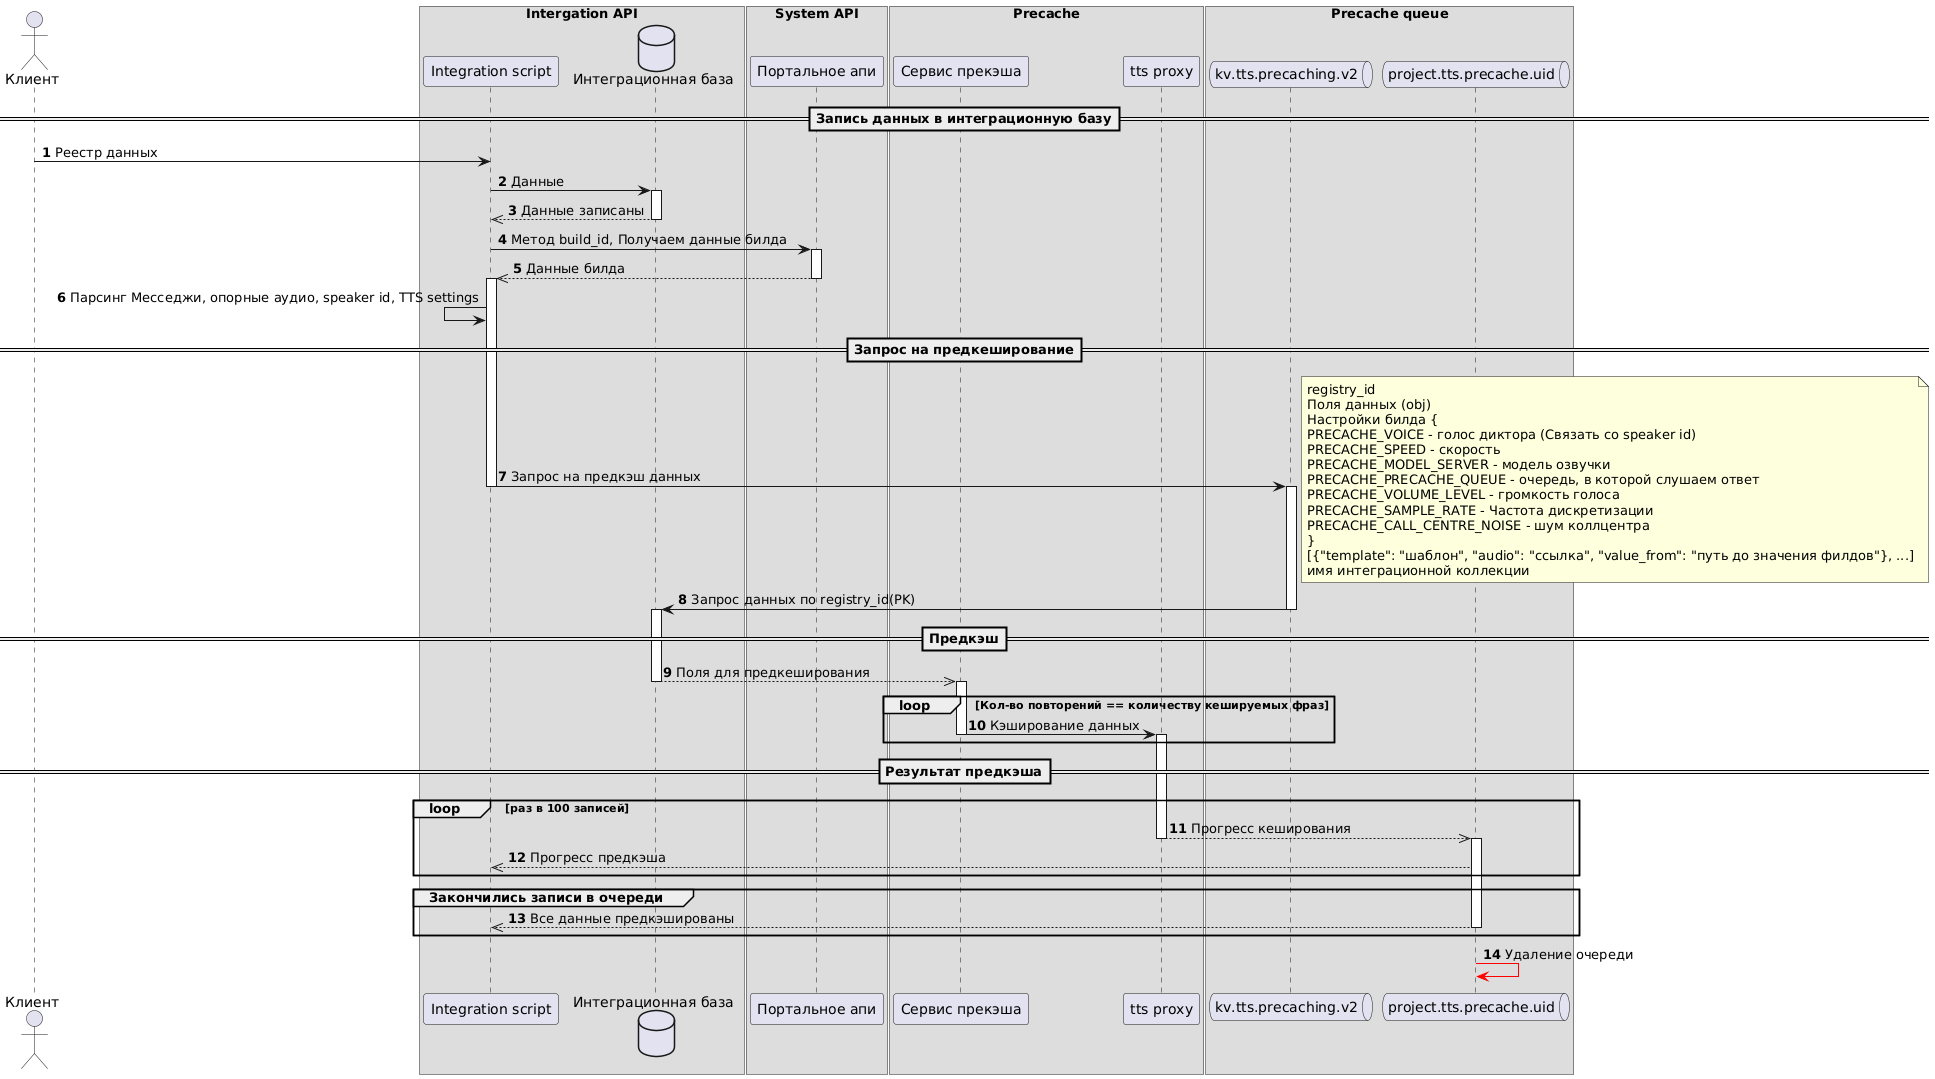 Intergation API
System API
Precache
Precache queue
Клиент
Integration script
Интеграционная база
Портальное апи
Сервис прекэша
tts proxy
kv.tts.precaching.v2
project.tts.precache.uid
Запись данных в интеграционную базу
1 Реестр данных
2 Данные
3 Данные записаны
4 Метод build_id, Получаем данные билда
5 Данные билда
6 Парсинг Месседжи, опорные аудио, speaker id, TTS settings
Запрос на предкеширование
registry_id
Поля данных (obj)
Настройки билда {
PRECACHE_VOICE - голос диктора (Связать со speaker id)
PRECACHE_SPEED - скорость
PRECACHE_MODEL_SERVER - модель озвучки
PRECACHE_PRECACHE_QUEUE - очередь, в которой слушаем ответ
PRECACHE_VOLUME_LEVEL - громкость голоса
PRECACHE_SAMPLE_RATE - Частота дискретизации
PRECACHE_CALL_CENTRE_NOISE - шум коллцентра
}
[{"template": "шаблон", "audio": "ссылка", "value_from": "путь до значения филдов"}, ...]
имя интеграционной коллекции
7 Запрос на предкэш данных
8 Запрос данных по registry_id(PK)
Предкэш
9 Поля для предкеширования
loop [Кол-во повторений == количеству кешируемых фраз]
10 Кэширование данных
Результат предкэша
loop [раз в 100 записей]
11 Прогресс кеширования
12 Прогресс предкэша
Закончились записи в очереди
13 Все данные предкэшированы
14 Удаление очереди
Клиент
Integration script
Интеграционная база
Портальное апи
Сервис прекэша
tts proxy
kv.tts.precaching.v2
project.tts.precache.uid